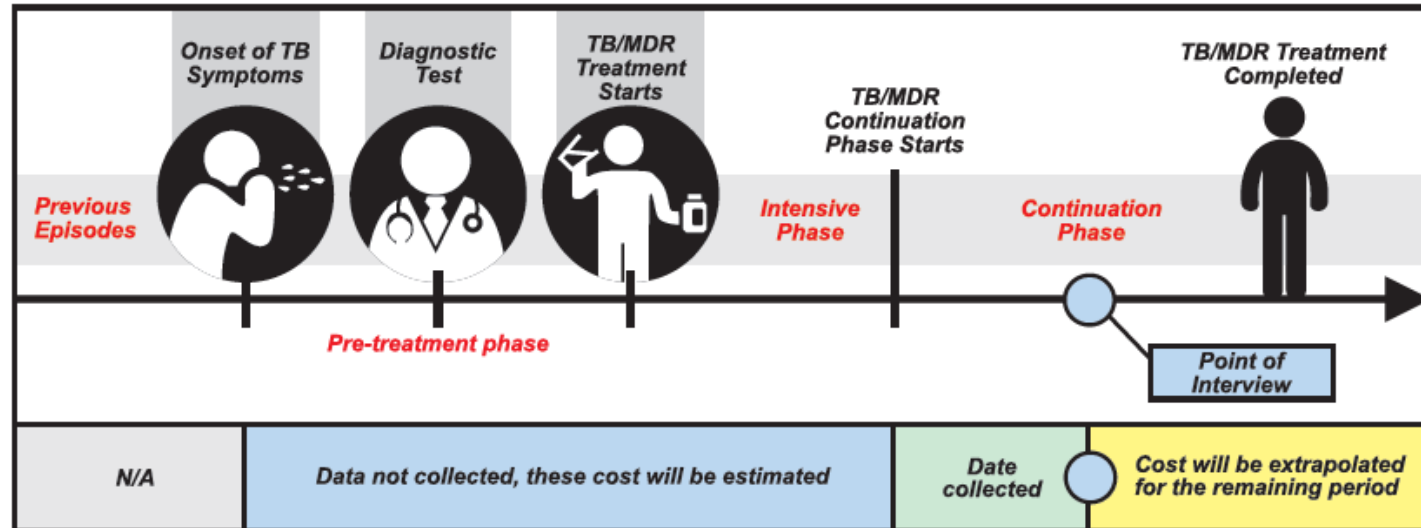 Onset of TB
Symptoms
Diagnostic
Test
TB/MDR
Treatment
Starts
TB/MDR
Continuation
Phase Starts
TB/MDR Treatment
Completed
Previous
Episodes
Intensive
Phase
Continuation
Phase
Pre-treatment phase
Point of
Interview
N/A
Data not collected, these cost will be estimated
Date
collected
Cost will be extrapolated
for the remaining period